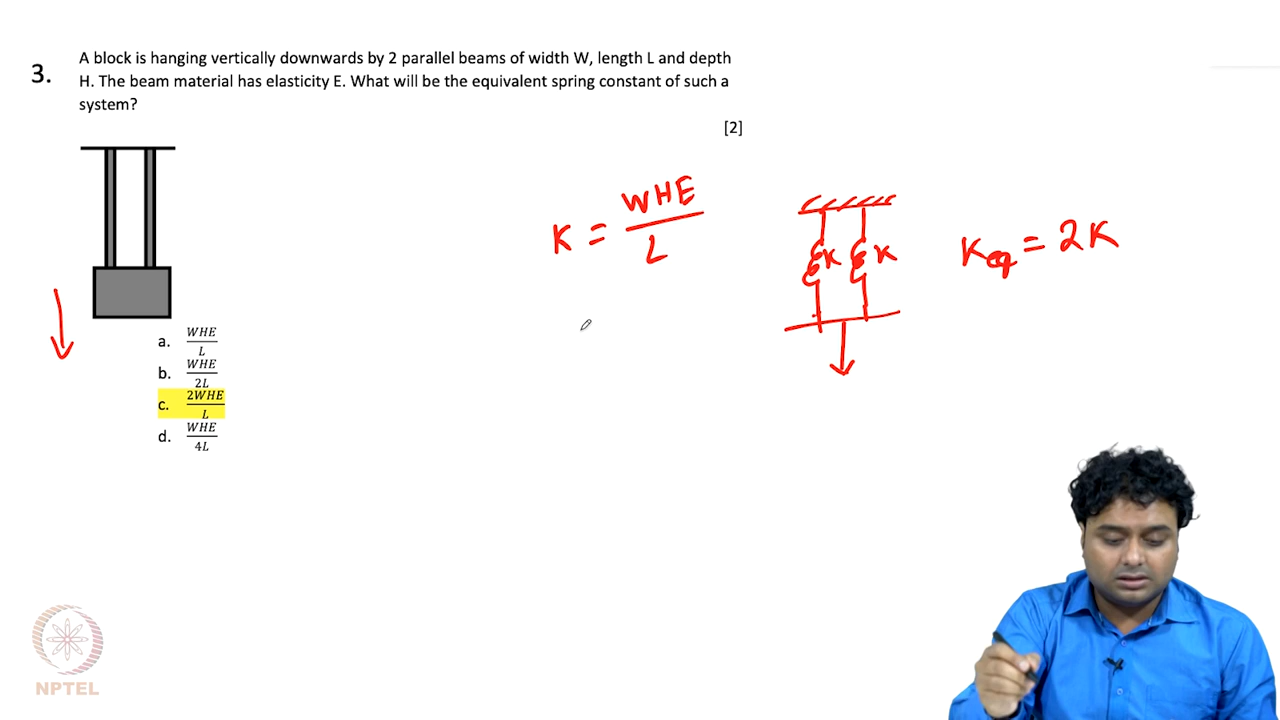 3. A block is hanging vertically downwards by 2 parallel beams of width W, length L and depth
H. The beam material has elasticity E. What will be the equivalent spring constant of such a
system?
[2]
K = WHE/L
K K
Keq = 2K
a. WHE/L
b. WHE/2L
c. 2WHE/L
d. WHE/4L
NPTEL